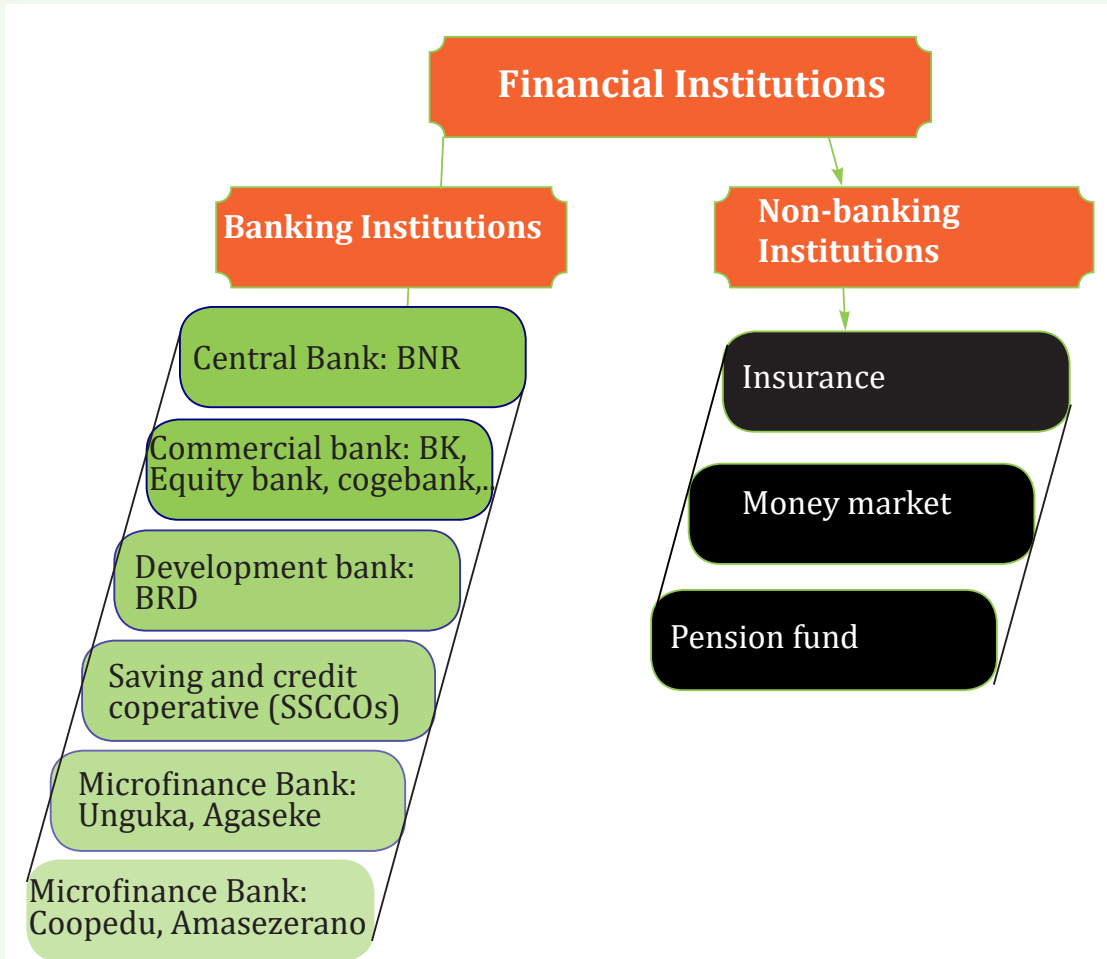 Financial Institutions
Banking Institutions
Non-banking
Institutions
Central Bank: BNR
Commercial bank: BK,
Equity bank, cogebank,..
Development bank:
BRD
Saving and credit
coperative (SSCCOs)
Microfinance Bank:
Unguka, Agaseke
Microfinance Bank:
Coopedu, Amasezerano
Insurance
Money market
Pension fund